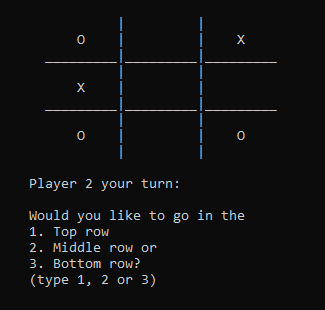 O X
X
O O
Player 2 your turn:
Would you like to go in the
1. Top row
2. Middle row or
3. Bottom row?
(type 1, 2 or 3)